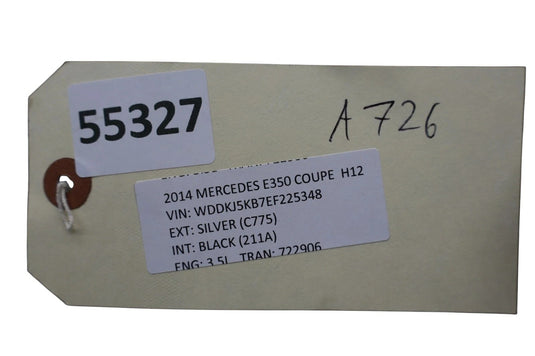 55327
A 726
2014 MERCEDES E350 COUPE H12
VIN: WDDKJ5KB7EF225348
EXT: SILVER (C775)
INT: BLACK (211A)
ENG: 3.5L TRAN: 722906